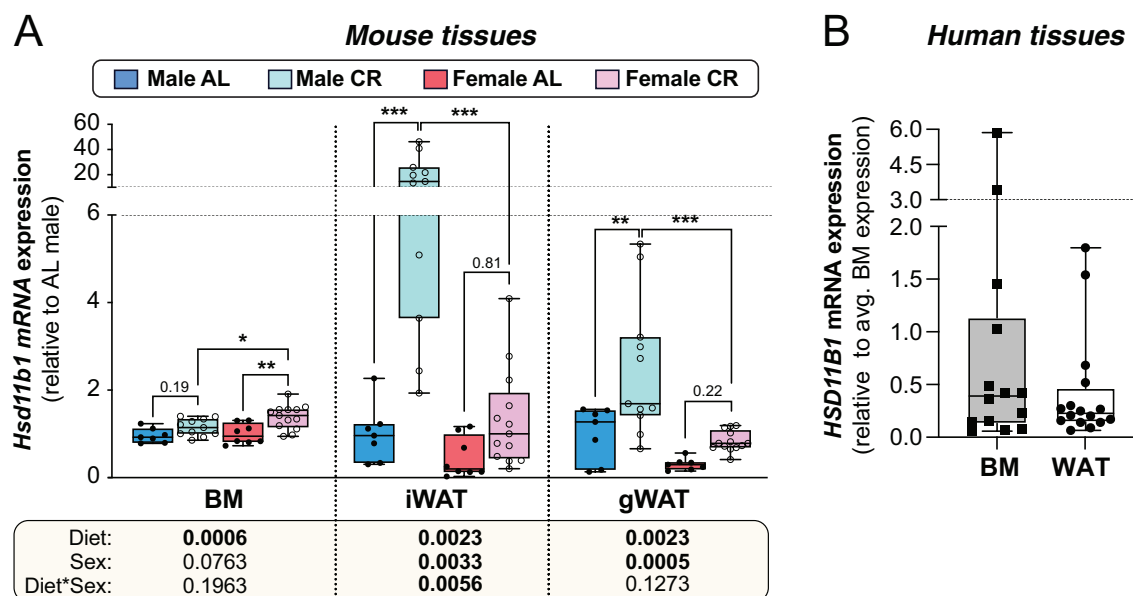 A
Mouse tissues
Male AL
Male CR
Female AL
Female CR
Hsd11b1 mRNA expression
(relative to AL male)
60
40
20
6
4
2
0
0.19
*
**
***
***
0.81
**
***
0.22
BM
iWAT
gWAT
Diet: 0.0006 0.0023 0.0023
Sex: 0.0763 0.0033 0.0005
Diet*Sex: 0.1963 0.0056 0.1273
B
Human tissues
HSD11B1 mRNA expression
(relative to avg. BM expression)
6.0
4.5
3.0
2.0
1.5
1.0
0.5
0.0
BM
WAT